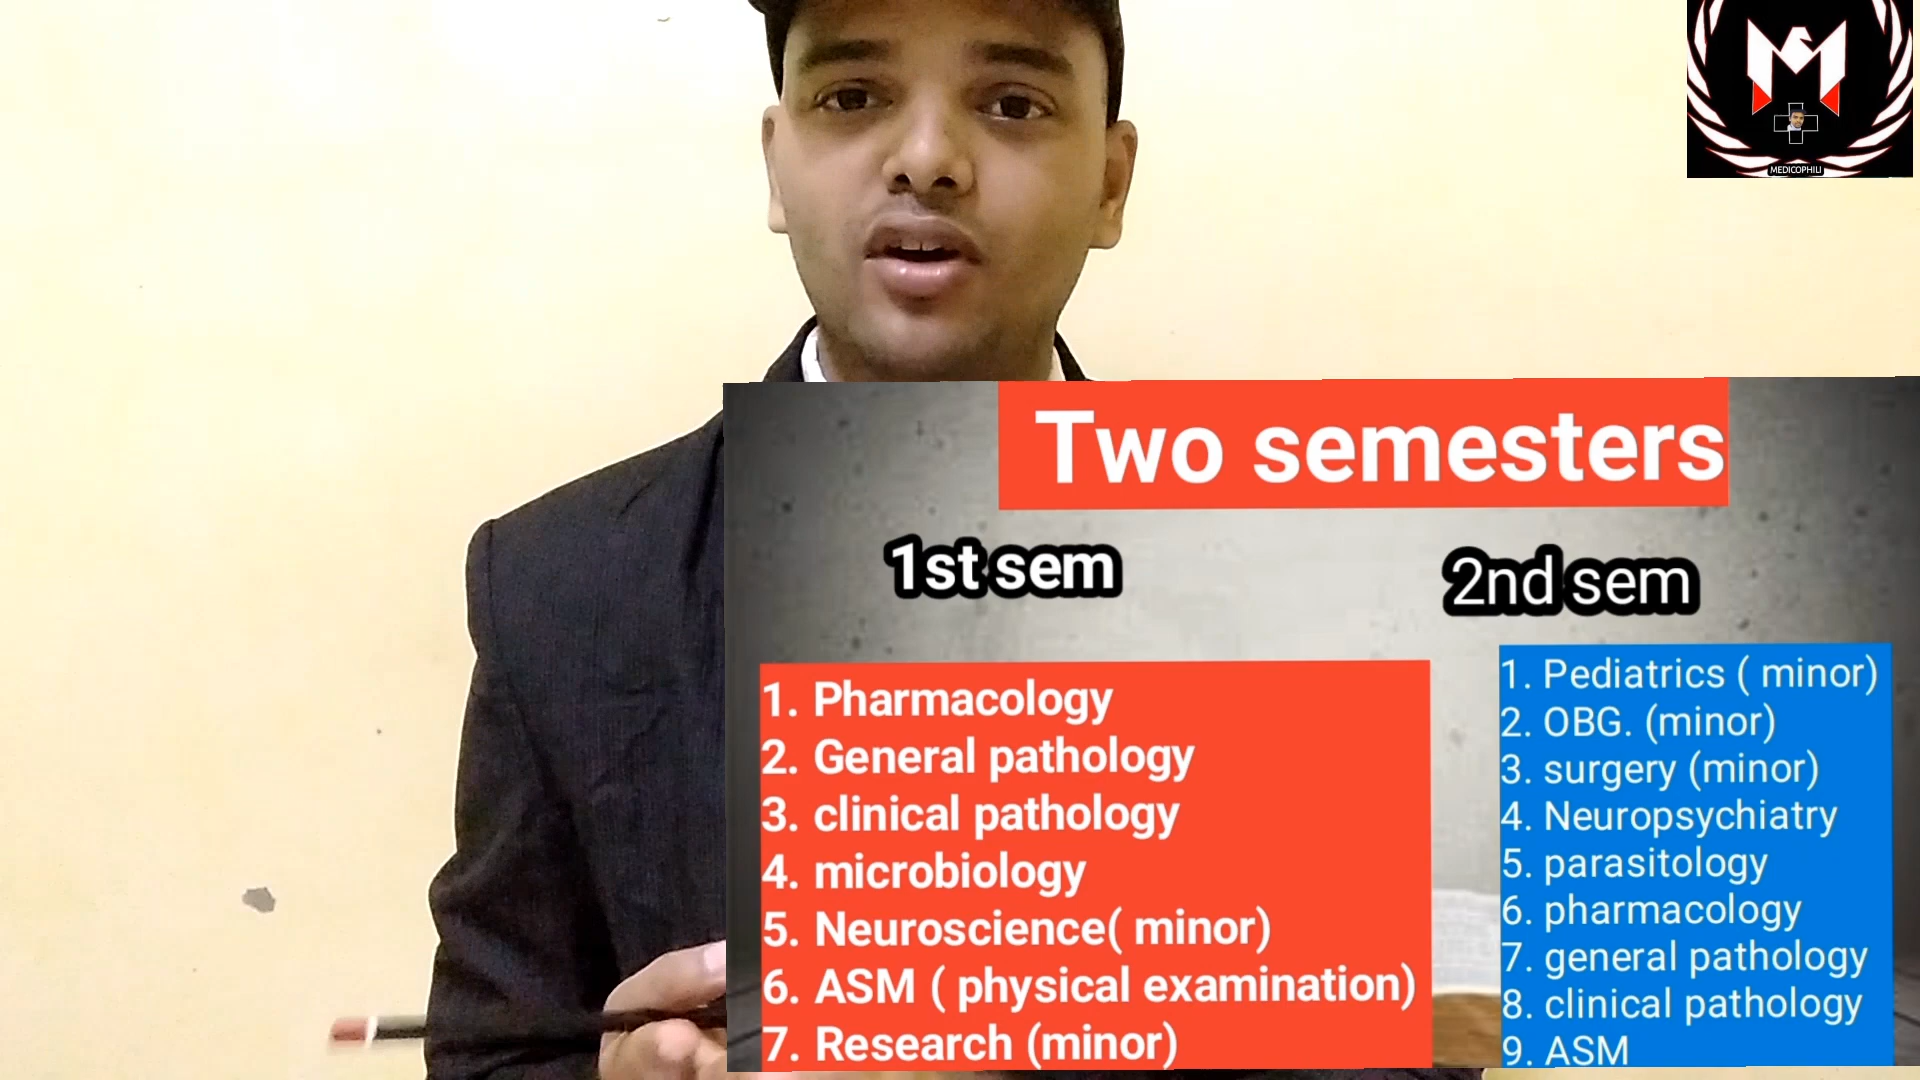 MEDICOPHILI
Two semesters
1st sem
1. Pharmacology
2. General pathology
3. clinical pathology
4. microbiology
5. Neuroscience( minor)
6. ASM ( physical examination)
7. Research (minor)
2nd sem
1. Pediatrics ( minor)
2. OBG. (minor)
3. surgery (minor)
4. Neuropsychiatry
5. parasitology
6. pharmacology
7. general pathology
8. clinical pathology
9. ASM